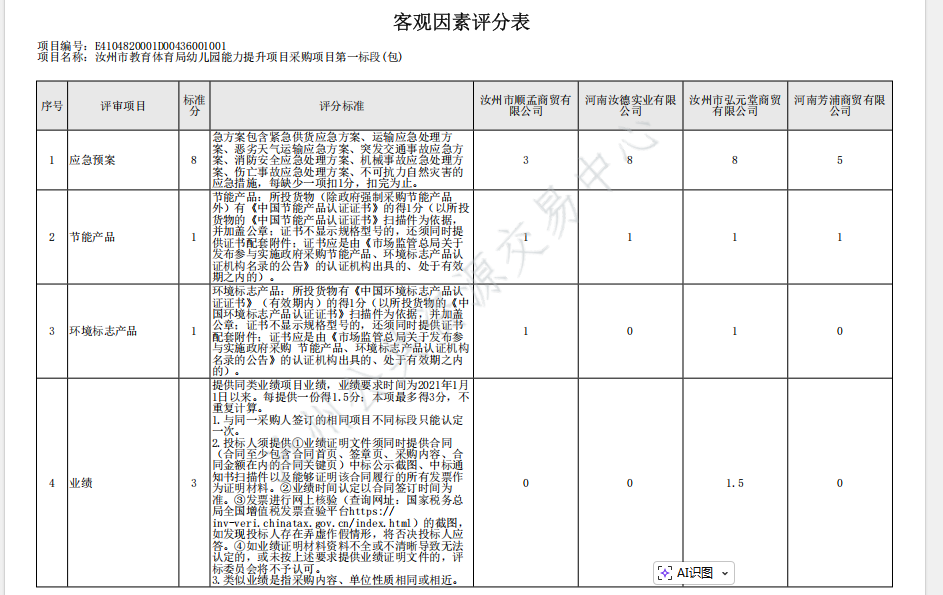 客观因素评分表
项目编号: E4104820001D00436001001
项目名称: 汝州市教育体育局幼儿园能力提升项目采购项目第一标段(包)
序号
评审项目
标准
分
评分标准
汝州市顺孟商贸有
限公司
河南汝德实业有限
公司
汝州市弘元堂商贸
有限公司
河南芳浦商贸有限
公司
1
应急预案
8
急方案包含紧急供货应急方案、运输应急处理方
案、恶劣天气运输应急方案、突发交通事故应急方
案、消防安全应急处理方案、机械事故应急处理方
案、伤亡事故应急处理方案、不可抗力自然灾害的
应急措施，每缺少一项扣1分，扣完为止。
3
8
8
5
2
节能产品
1
节能产品：所投货物（除政府强制采购节能产品
外）有《中国节能产品认证证书》的得1分（以所投
货物的《中国节能产品认证证书》扫描件为依据，
并加盖公章；证书不显示规格型号的，还须同时提
供证书配套附件；证书应是由《市场监管总局关于
发布参与实施政府采购节能产品、环境标志产品认
证机构名录的公告》的认证机构出具的、处于有效
期之内的）。
1
1
1
1
3
环境标志产品
1
环境标志产品：所投货物有《中国环境标志产品认
证证书》（有效期内）的得1分（以所投货物的《中
国环境标志产品认证证书》扫描件为依据，并加盖
公章；证书不显示规格型号的，还须同时提供证书
配套附件；证书应是由《市场监管总局关于发布参
与实施政府采购 节能产品、环境标志产品认证机构
名录的公告》的认证机构出具的、处于有效期之内
的）。
1
0
1
0
4
业绩
3
提供同类业绩项目业绩，业绩要求时间为2021年1月
1日以来。每提供一份得1.5分；本项最多得3分，不
重复计算。
1.与同一采购人签订的相同项目不同标段只能认定
一次。
2.投标人须提供①业绩证明文件须同时提供合同
（合同至少包含合同首页、签章页、采购内容、合
同金额在内的合同关键页）中标公示截图、中标通
知书扫描件以及能够证明该合同履行的所有发票作
为证明材料。②业绩时间认定以合同签订时间为
准。③发票进行网上核验（查询网址：国家税务总
局全国增值税发票查验平台https://
inv-veri.chinatax.gov.cn/index.html）的截图，
如发现投标人存在弄虚作假情形，将否决投标人应
答。④如业绩证明材料资料不全或不清晰导致无法
认定的，或未按上述要求提供业绩证明文件的，评
标委员会将不予认可。
3.类似业绩是指采购内容、单位性质相同或相近。
0
0
1.5
0
AI识图